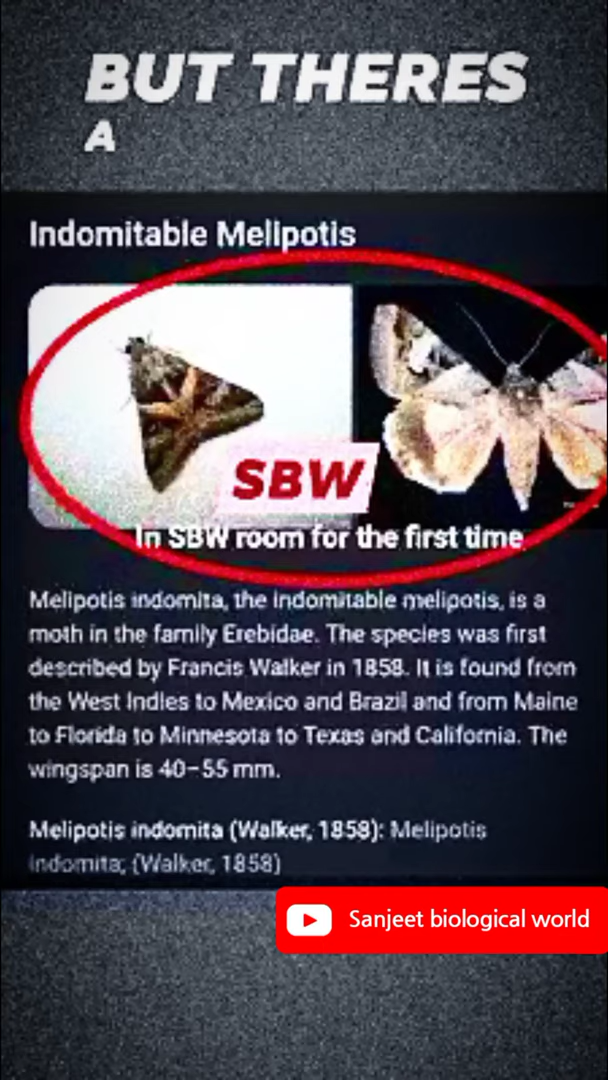 BUT THERES
A
Indomitable Melipotis
SBW
In SBW room for the first time
Melipotis indomita, the indomitable melipotis, is a
moth in the family Erebidae. The species was first
described by Francis Walker in 1858. It is found from
the West Indies to Mexico and Brazil and from Maine
to Florida to Minnesota to Texas and California. The
wingspan is 40–55 mm.
Melipotis indomita (Walker, 1858): Melipotis
indomita; (Walker, 1858)
Sanjeet biological world